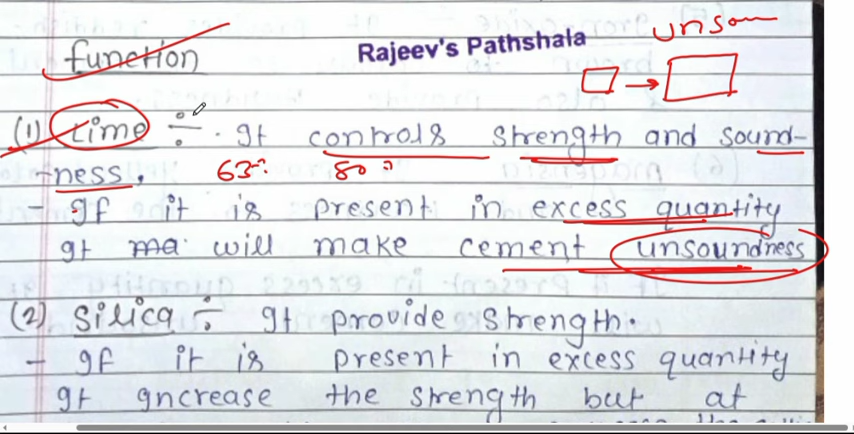 unsoun
function Rajeev's Pathshala
(1) Lime ÷ · It controls strength and sound-
-ness.
63% 80%
- If it is present in excess quantity
It ma will make cement unsoundness
(2) Silica ÷ It provide strength.
- If it is present in excess quantity
It Increase the strength but at